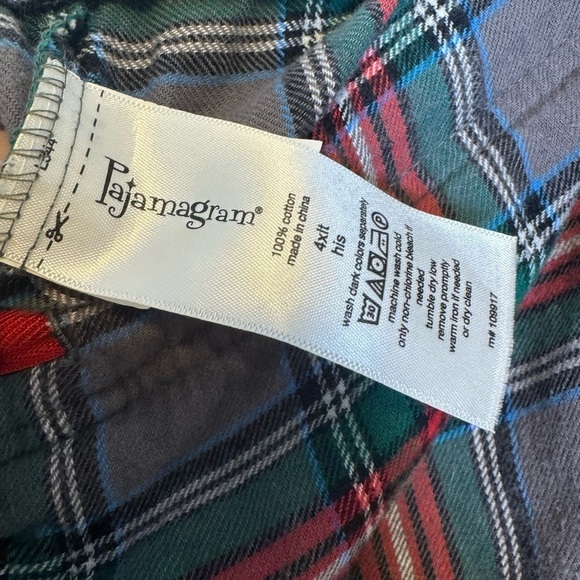 Pajamagram®
100% cotton
made in china
4xlt
his
wash dark colors separately
30
machine wash cold
only non-chlorine bleach if
needed
tumble dry low
remove promptly
warm iron if needed
or dry clean
m# 109917